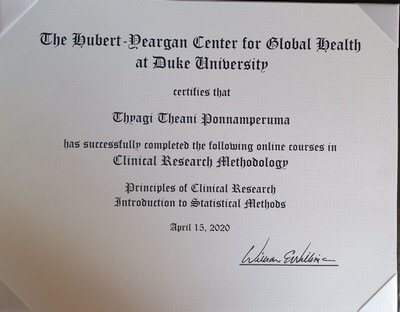 The Hubert-Yeargan Center for Global Health
at Duke University
certifies that
Thyagi Theani Ponnamperuma
has successfully completed the following online courses in
Clinical Research Methodology
Principles of Clinical Research
Introduction to Statistical Methods
April 15, 2020